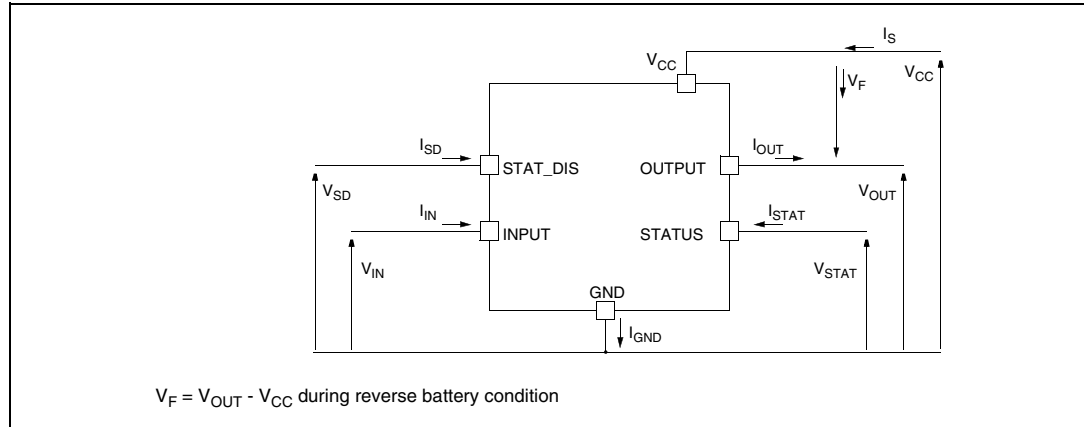 I_S
V_CC
V_F
V_CC
I_SD
STAT_DIS
OUTPUT
I_OUT
V_SD
V_OUT
I_IN
INPUT
STATUS
I_STAT
V_IN
V_STAT
GND
I_GND
V_F = V_OUT - V_CC during reverse battery condition